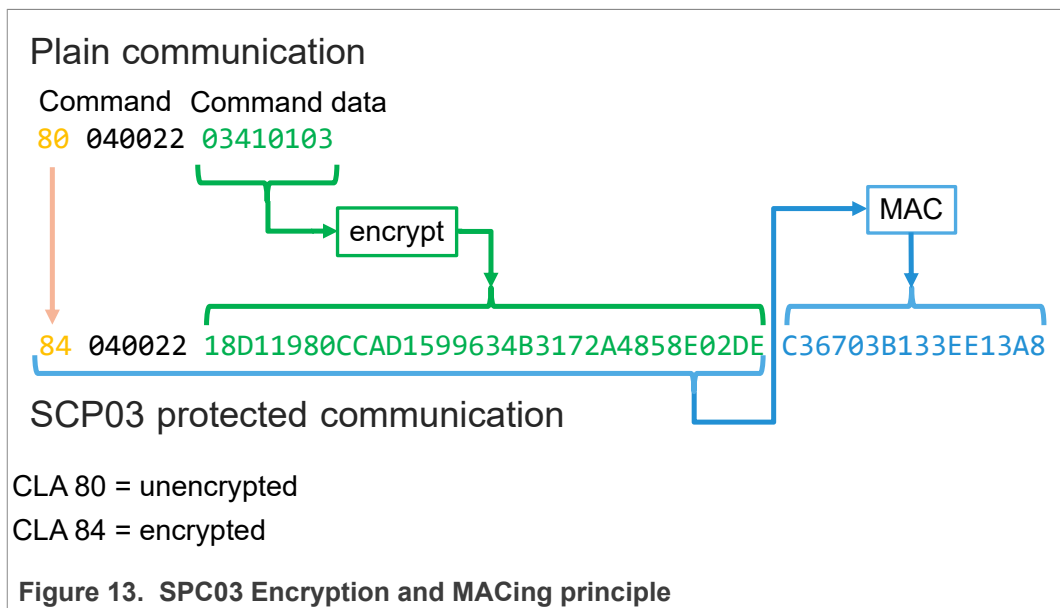 Plain communication
Command Command data
80 040022 03410103
MAC
encrypt
84 040022 18D11980CCAD1599634B3172A4858E02DE C36703B133EE13A8
SCP03 protected communication
CLA 80 = unencrypted
CLA 84 = encrypted
Figure 13. SPC03 Encryption and MACing principle